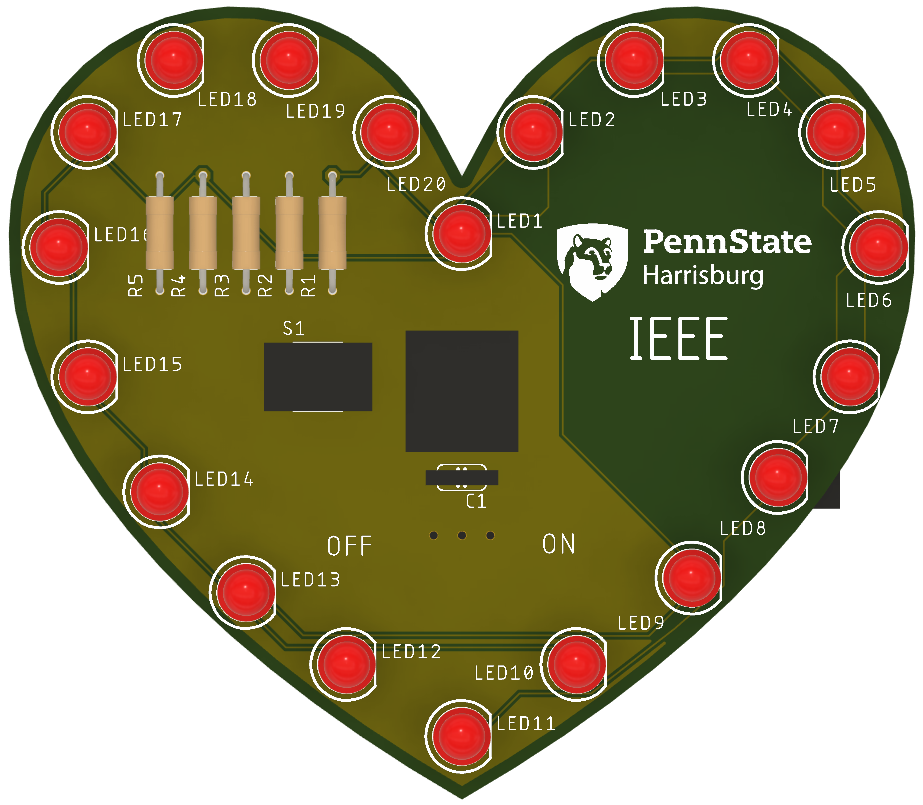 LED18
LED19
LED3
LED4
LED17
LED2
LED20
LED5
LED16
LED1
PennState
Harrisburg
R5
R4
R3
R2
R1
LED6
S1
IEEE
LED15
LED7
LED14
C1
LED8
OFF
ON
LED13
LED9
LED12
LED10
LED11